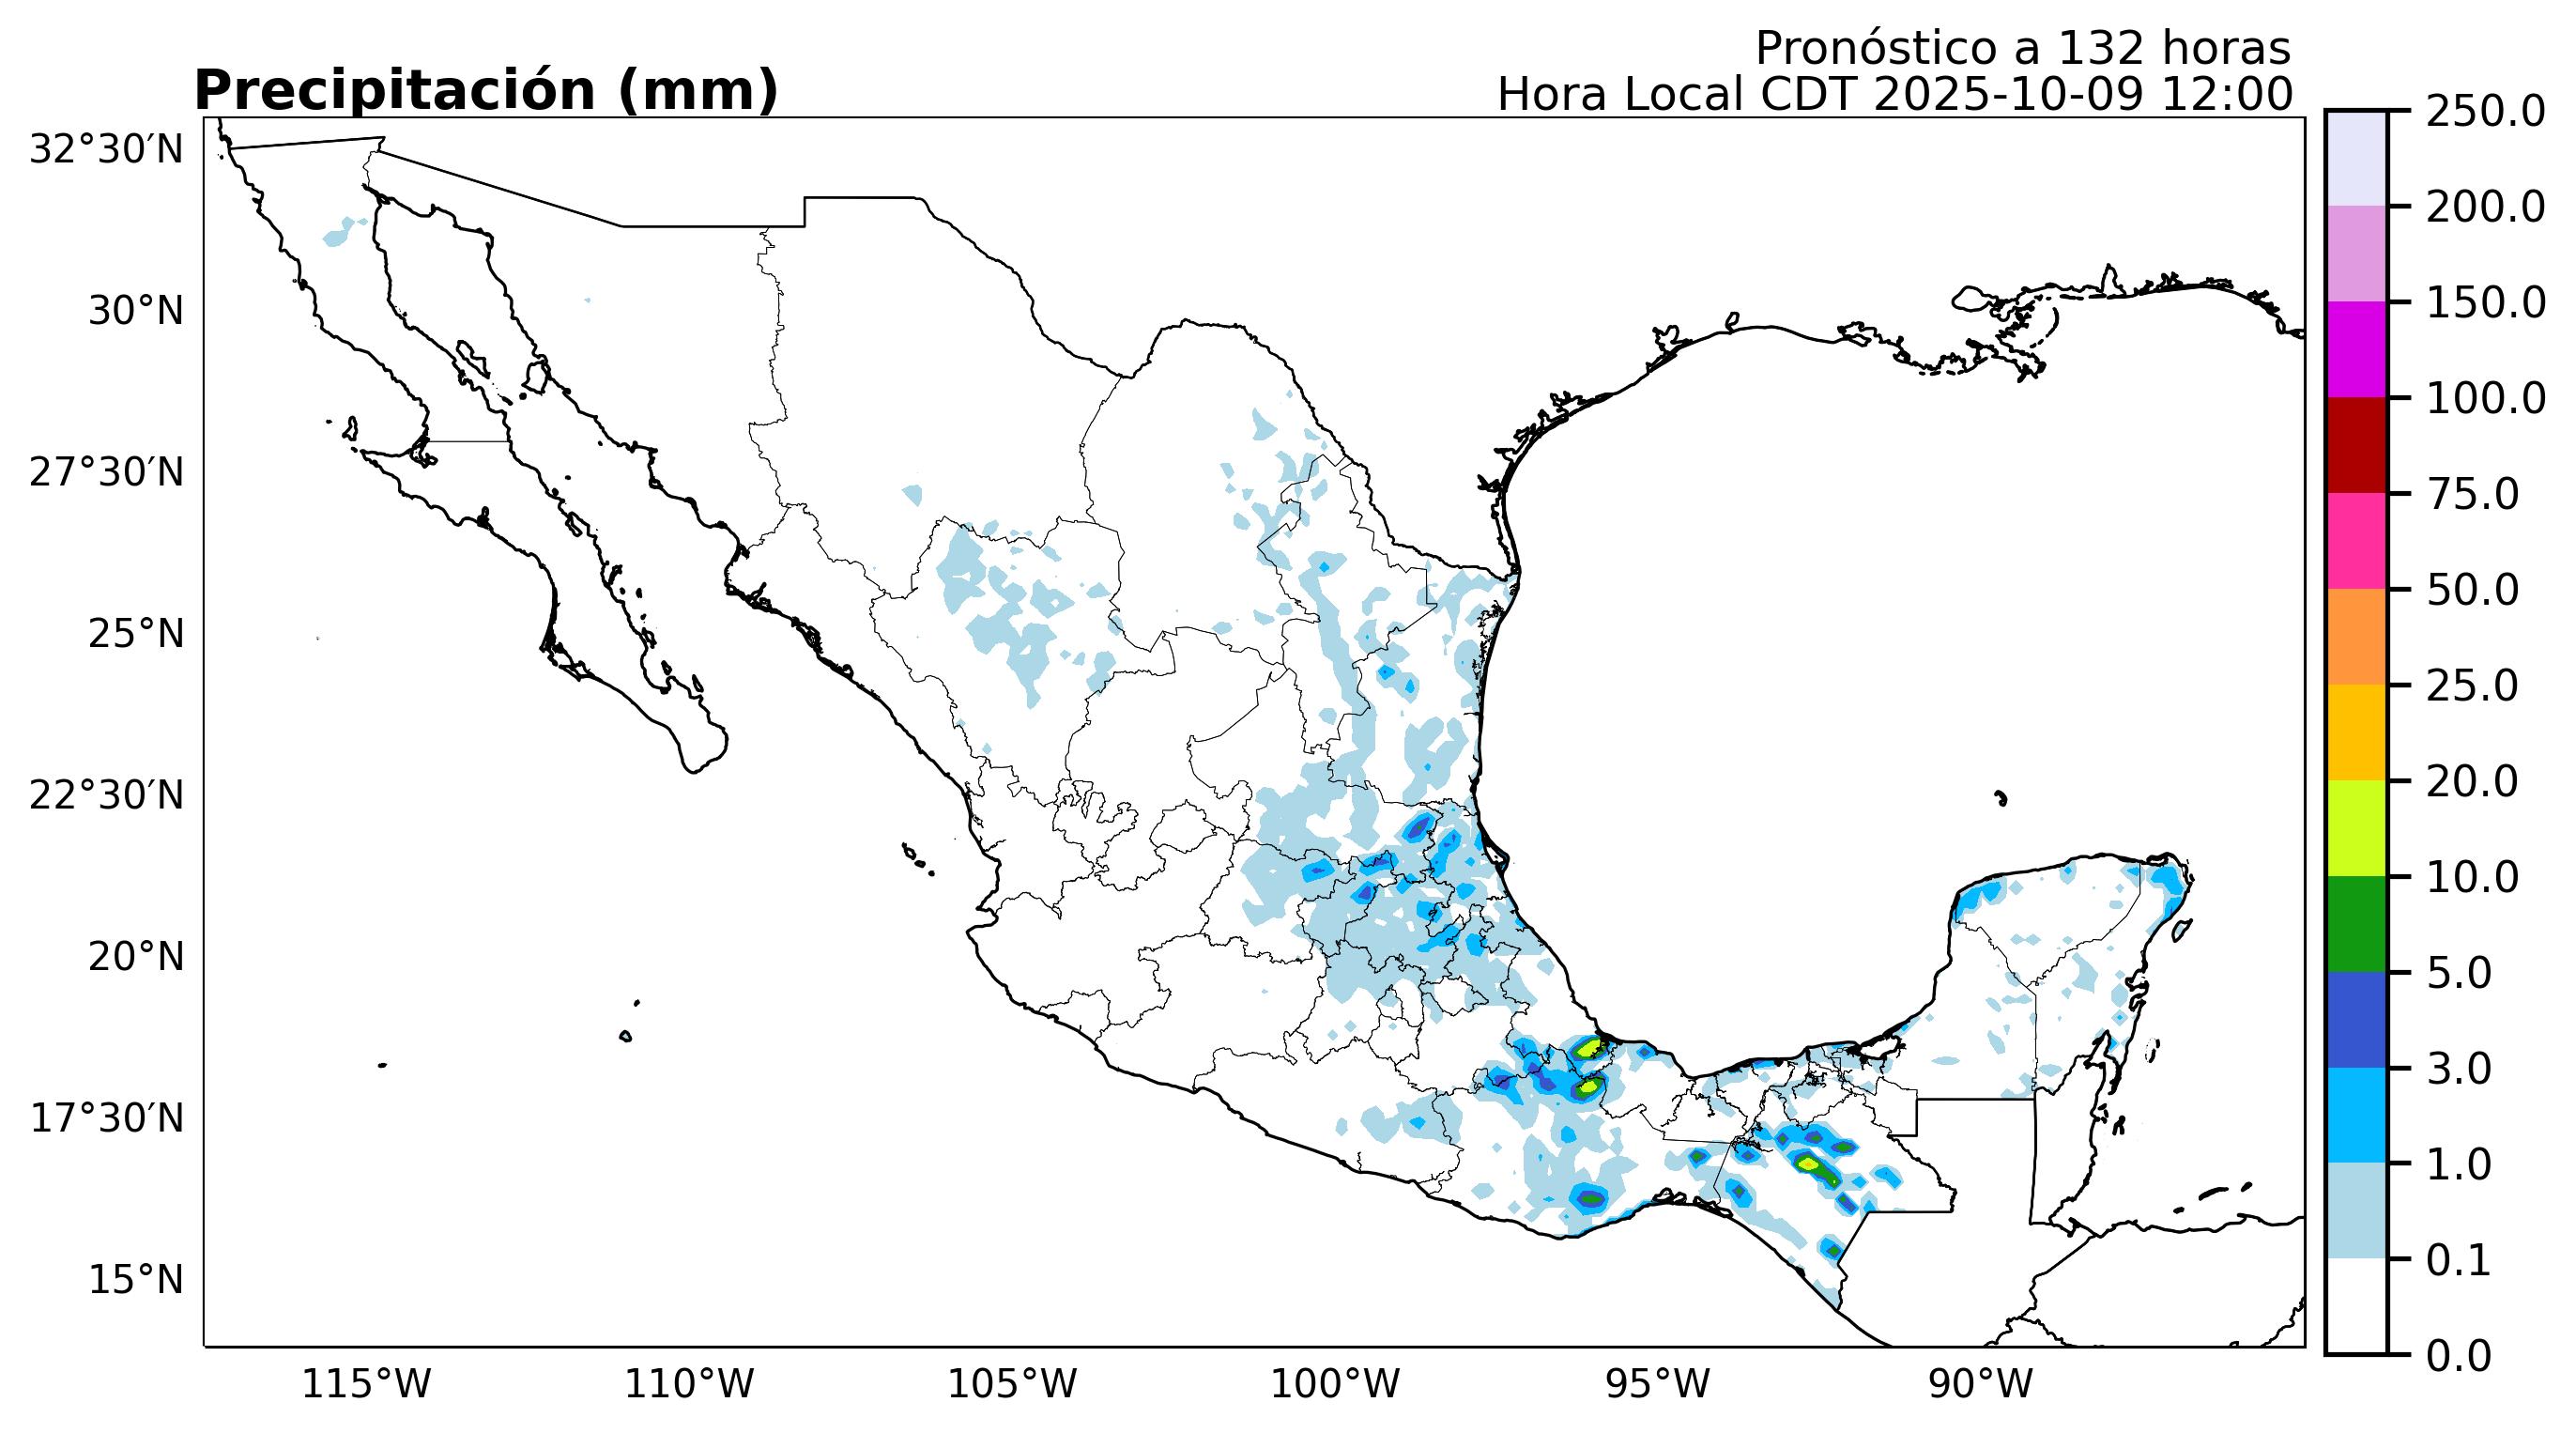 Pronóstico a 132 horas
Precipitación (mm)
Hora Local CDT 2025-10-09 12:00
32°30′N
30°N
27°30′N
25°N
22°30′N
20°N
17°30′N
15°N
115°W
110°W
105°W
100°W
95°W
90°W
250.0
200.0
150.0
100.0
75.0
50.0
25.0
20.0
10.0
5.0
3.0
1.0
0.1
0.0